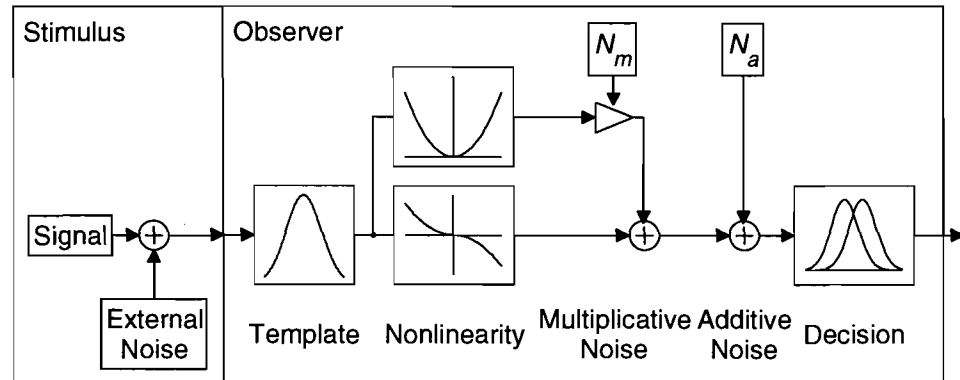 Stimulus
Observer
N_m
N_a
Signal
+
+
+
External
Noise
Template
Nonlinearity
Multiplicative
Noise
Additive
Noise
Decision